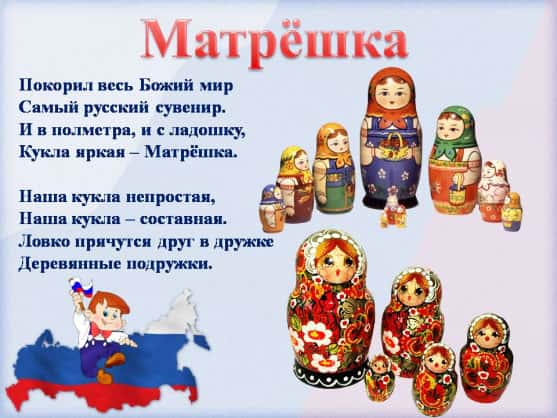 Матрёшка
Покорил весь Божий мир
Самый русский сувенир.
И в полметра, и с ладошку,
Кукла яркая – Матрёшка.
Наша кукла непростая,
Наша кукла – составная.
Ловко прячутся друг в дружке
Деревянные подружки.